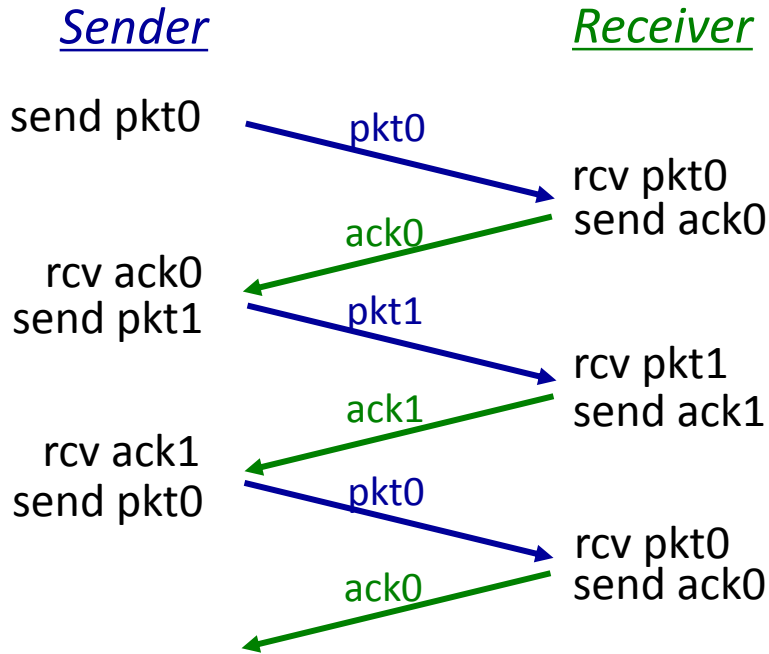 Sender
Receiver
send pkt0
pkt0
rcv pkt0
send ack0
ack0
rcv ack0
send pkt1
pkt1
rcv pkt1
send ack1
ack1
rcv ack1
send pkt0
pkt0
rcv pkt0
send ack0
ack0